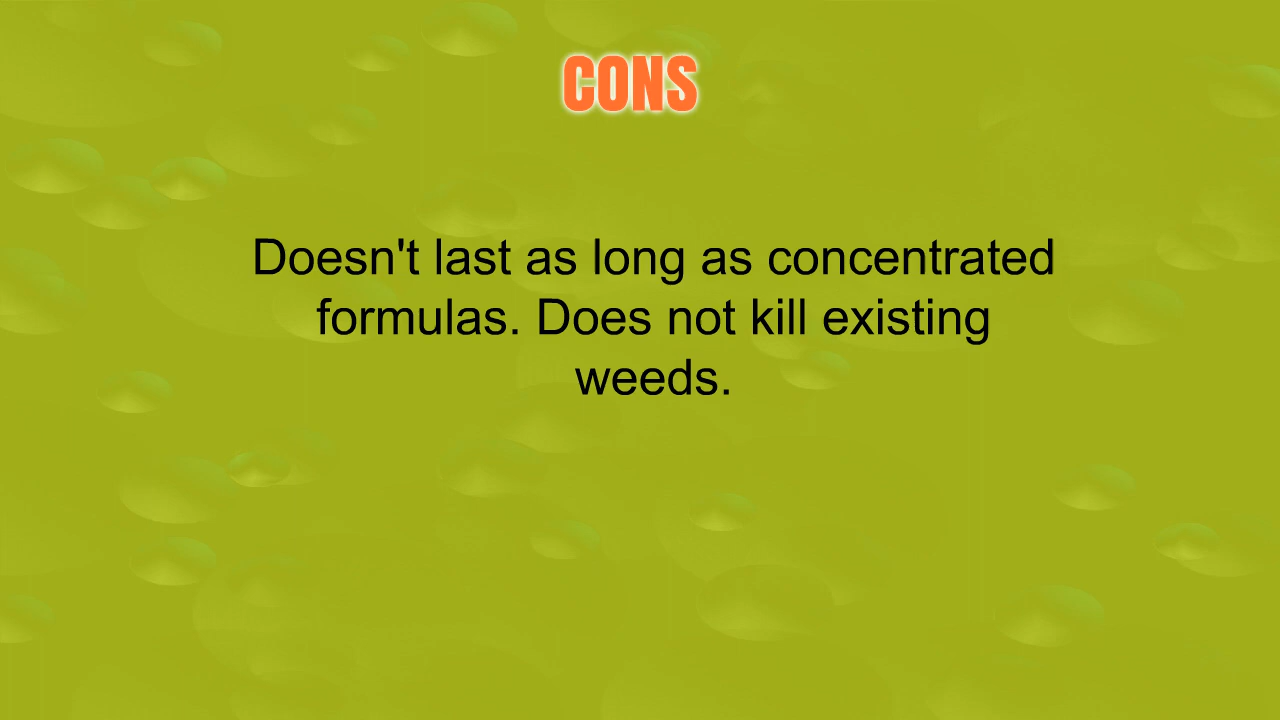 CONS
Doesn't last as long as concentrated
formulas. Does not kill existing
weeds.